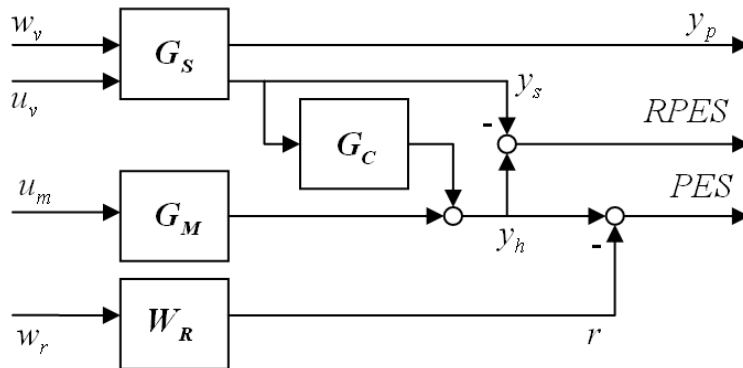 w_v
G_S
y_p
u_v
y_s
-
RPES
G_C
u_m
G_M
PES
y_h
-
W_R
w_r
r